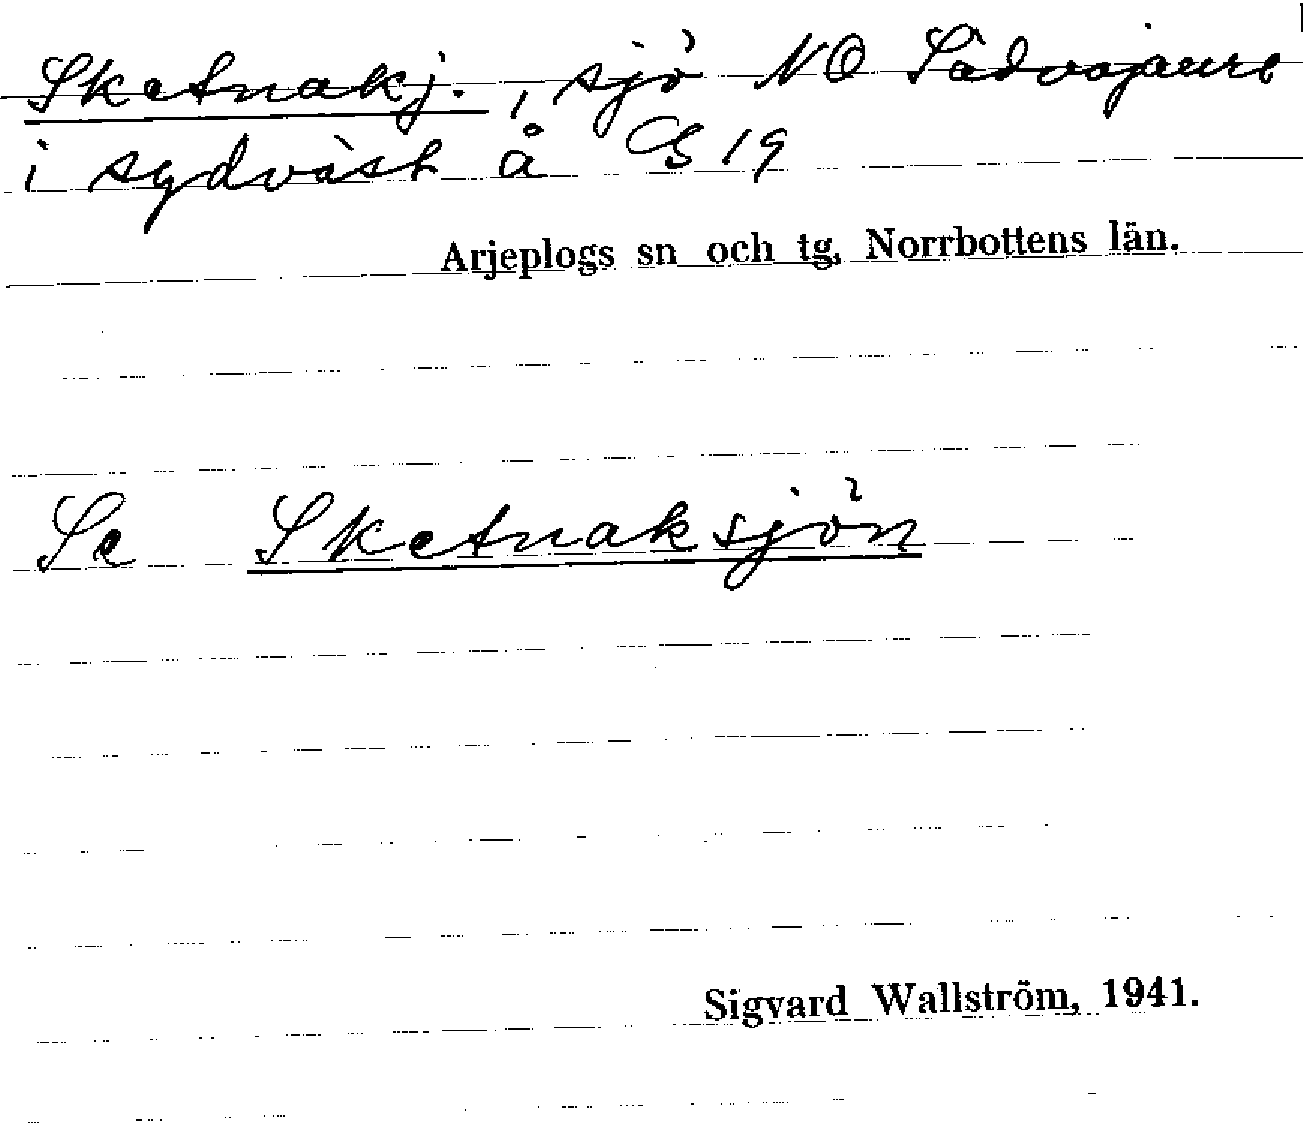 Sketnakj., sjö NO Sädvajaure
i sydväst å G 19
Arjeplogs sn och tg, Norrbottens län.
Se Sketnaksjön
Sigvard Wallström, 1941.